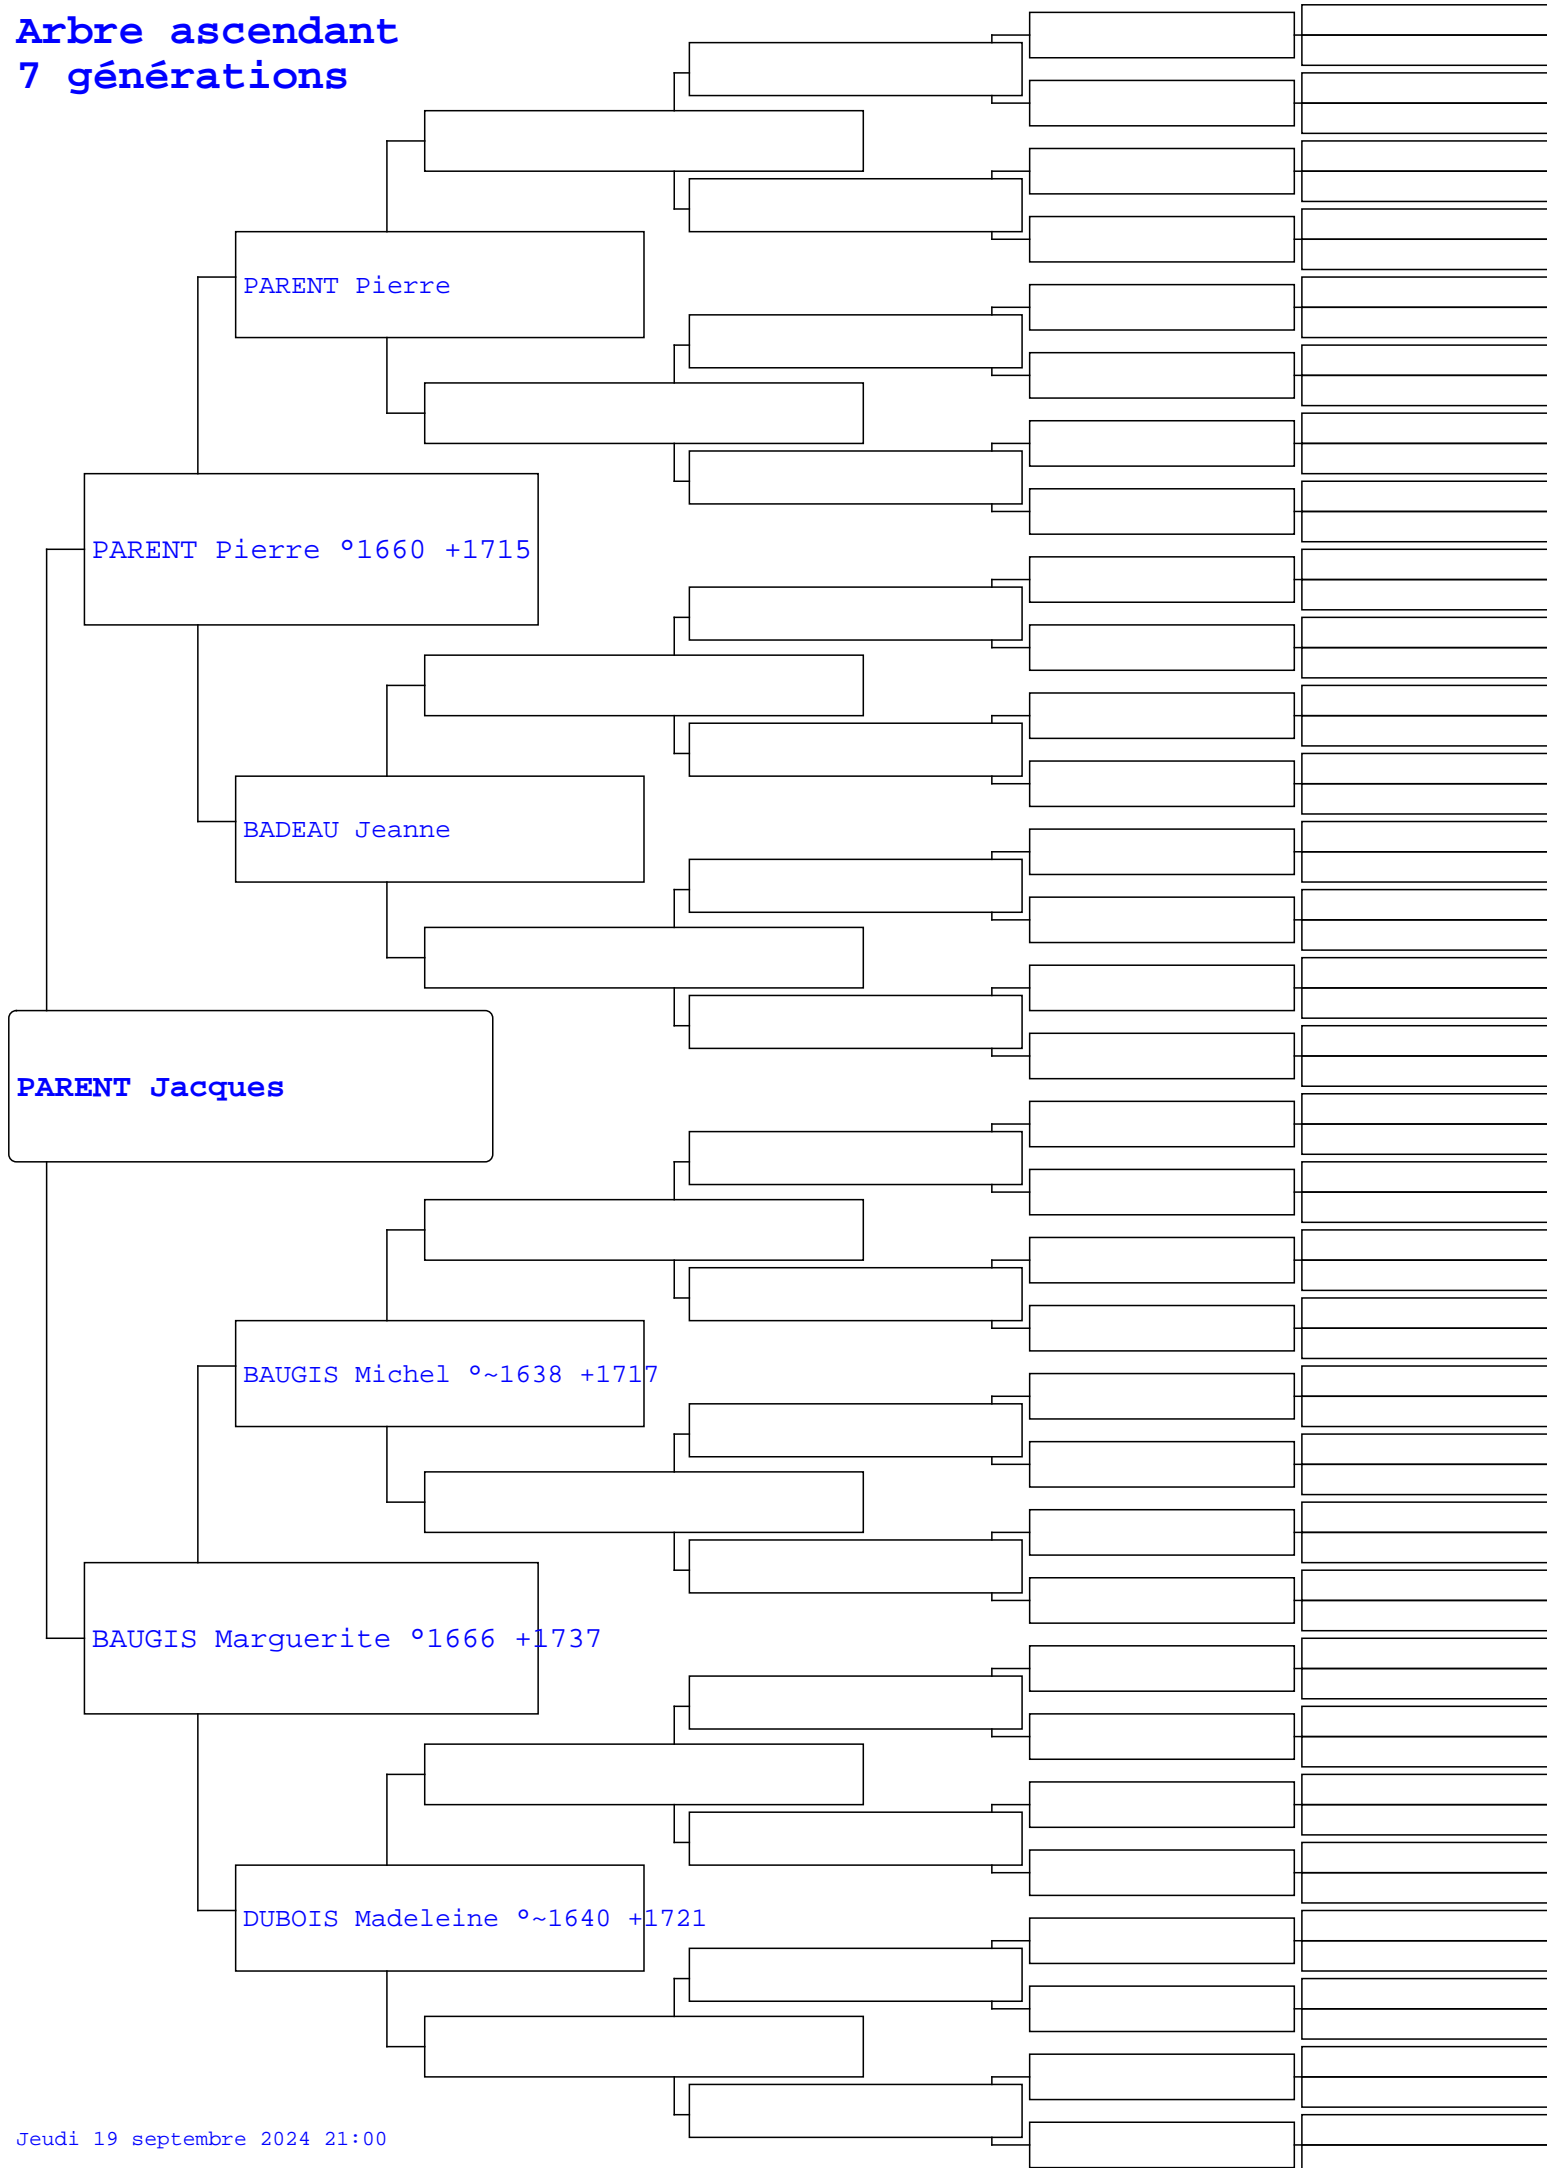 Arbre ascendant
7 générations
PARENT Pierre
PARENT Pierre °1660 +1715
BADEAU Jeanne
PARENT Jacques
BAUGIS Michel °~1638 +1717
BAUGIS Marguerite °1666 +1737
DUBOIS Madeleine °~1640 +1721
Jeudi 19 septembre 2024 21:00